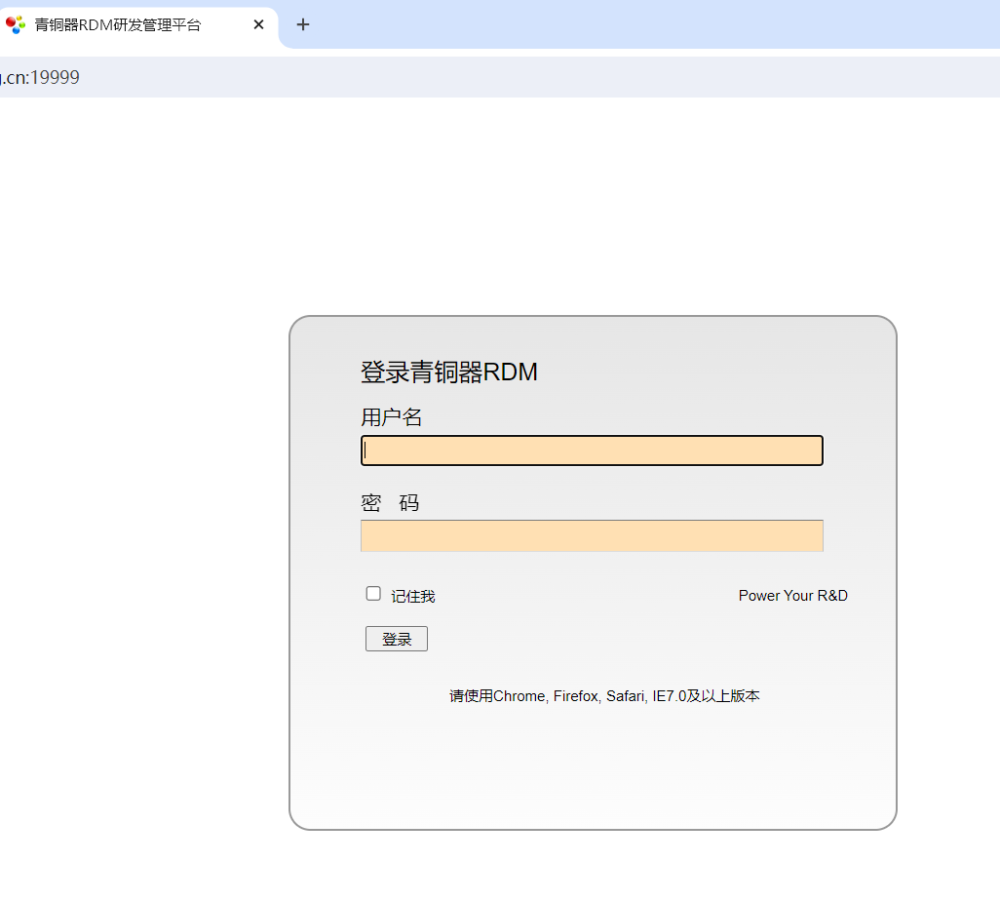 青铜器RDM研发管理平台
.cn:19999
登录青铜器RDM
用户名
密 码
记住我
Power Your R&D
登录
请使用Chrome, Firefox, Safari, IE7.0及以上版本